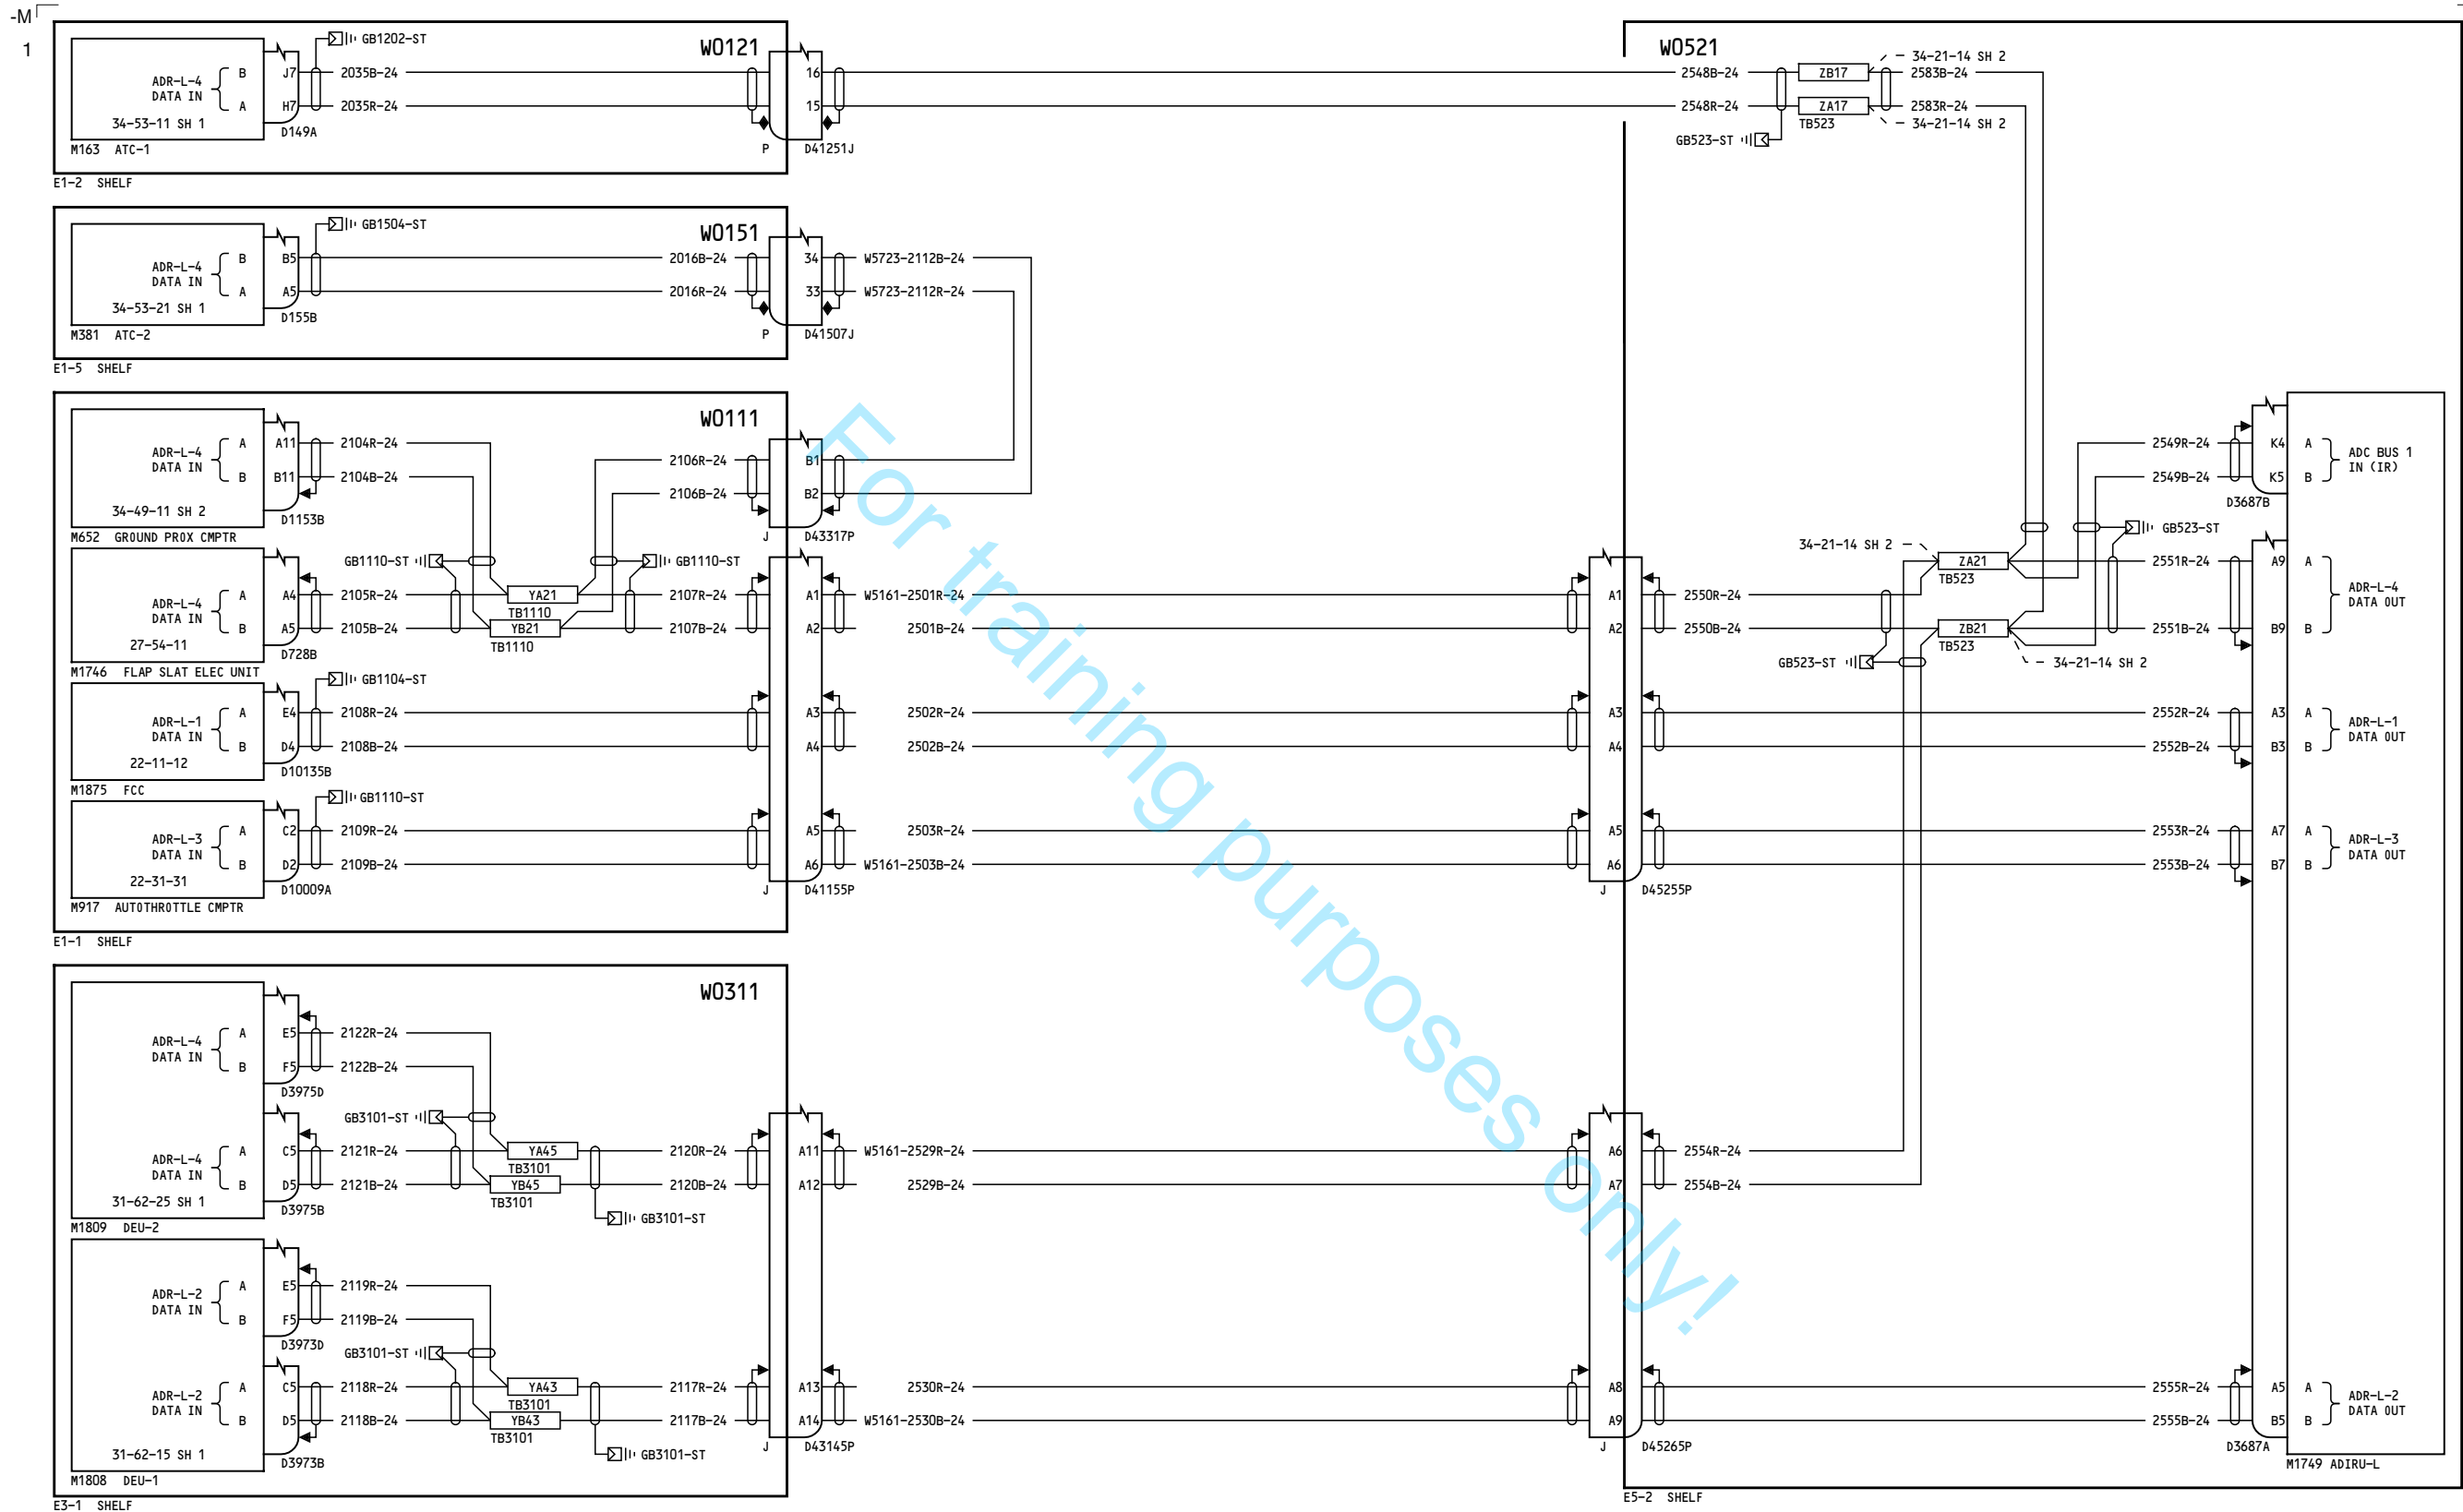 -M
1
W0121
GB1202-ST
ADR-L-4
DATA IN
B J7 2035B-24
A H7 2035R-24
34-53-11 SH 1
D149A
M163 ATC-1
E1-2 SHELF
16
15
P D41251J
W0521
2548B-24 ZB17 2583B-24
34-21-14 SH 2
2548R-24 ZA17 2583R-24
TB523
34-21-14 SH 2
GB523-ST
W0151
GB1504-ST
ADR-L-4
DATA IN
B B5 2016B-24 34 W5723-2112B-24
A A5 2016R-24 33 W5723-2112R-24
34-53-21 SH 1
D155B
M381 ATC-2
P D41507J
E1-5 SHELF
W0111
ADR-L-4
DATA IN
A A11 2104R-24
B B11 2104B-24
34-49-11 SH 2
D1153B
M652 GROUND PROX CMPTR
2106R-24 B1
2106B-24 B2
J D43317P
GB1110-ST
GB1110-ST
ADR-L-4
DATA IN
A A4 2105R-24 YA21 2107R-24 A1 W5161-2501R-24 A1 2550R-24
TB1110
B A5 2105B-24 YB21 2107B-24 A2 2501B-24 A2 2550B-24
TB1110
27-54-11
D728B
M1746 FLAP SLAT ELEC UNIT
GB1104-ST
ADR-L-1
DATA IN
A E4 2108R-24 A3 2502R-24 A3 2552R-24 A3 A
B D4 2108B-24 A4 2502B-24 A4 2552B-24 B3 B
ADR-L-1
DATA OUT
22-11-12
D10135B
M1875 FCC
GB1110-ST
ADR-L-3
DATA IN
A C2 2109R-24 A5 2503R-24 A5 2553R-24 A7 A
B D2 2109B-24 A6 W5161-2503B-24 A6 2553B-24 B7 B
ADR-L-3
DATA OUT
22-31-31
D10009A
M917 AUTOTHROTTLE CMPTR
J D41155P
J D45255P
E1-1 SHELF
2549R-24 K4 A
2549B-24 K5 B
ADC BUS 1
IN (IR)
D3687B
GB523-ST
34-21-14 SH 2
ZA21 2551R-24 A9 A
TB523
ADR-L-4
DATA OUT
ZB21 2551B-24 B9 B
TB523
GB523-ST
34-21-14 SH 2
W0311
ADR-L-4
DATA IN
A E5 2122R-24
B F5 2122B-24
D3975D
GB3101-ST
ADR-L-4
DATA IN
A C5 2121R-24 YA45 2120R-24 A11 W5161-2529R-24 A6 2554R-24
TB3101
B D5 2121B-24 YB45 2120B-24 A12 2529B-24 A7 2554B-24
TB3101
31-62-25 SH 1
D3975B
GB3101-ST
M1809 DEU-2
ADR-L-2
DATA IN
A E5 2119R-24
B F5 2119B-24
D3973D
GB3101-ST
ADR-L-2
DATA IN
A C5 2118R-24 YA43 2117R-24 A13 2530R-24 A8 2555R-24 A5 A
TB3101
B D5 2118B-24 YB43 2117B-24 A14 W5161-2530B-24 A9 2555B-24 B5 B
TB3101
ADR-L-2
DATA OUT
31-62-15 SH 1
D3973B
GB3101-ST
J D43145P
J D45265P
D3687A
M1749 ADIRU-L
M1808 DEU-1
E3-1 SHELF
E5-2 SHELF
For training purposes only!